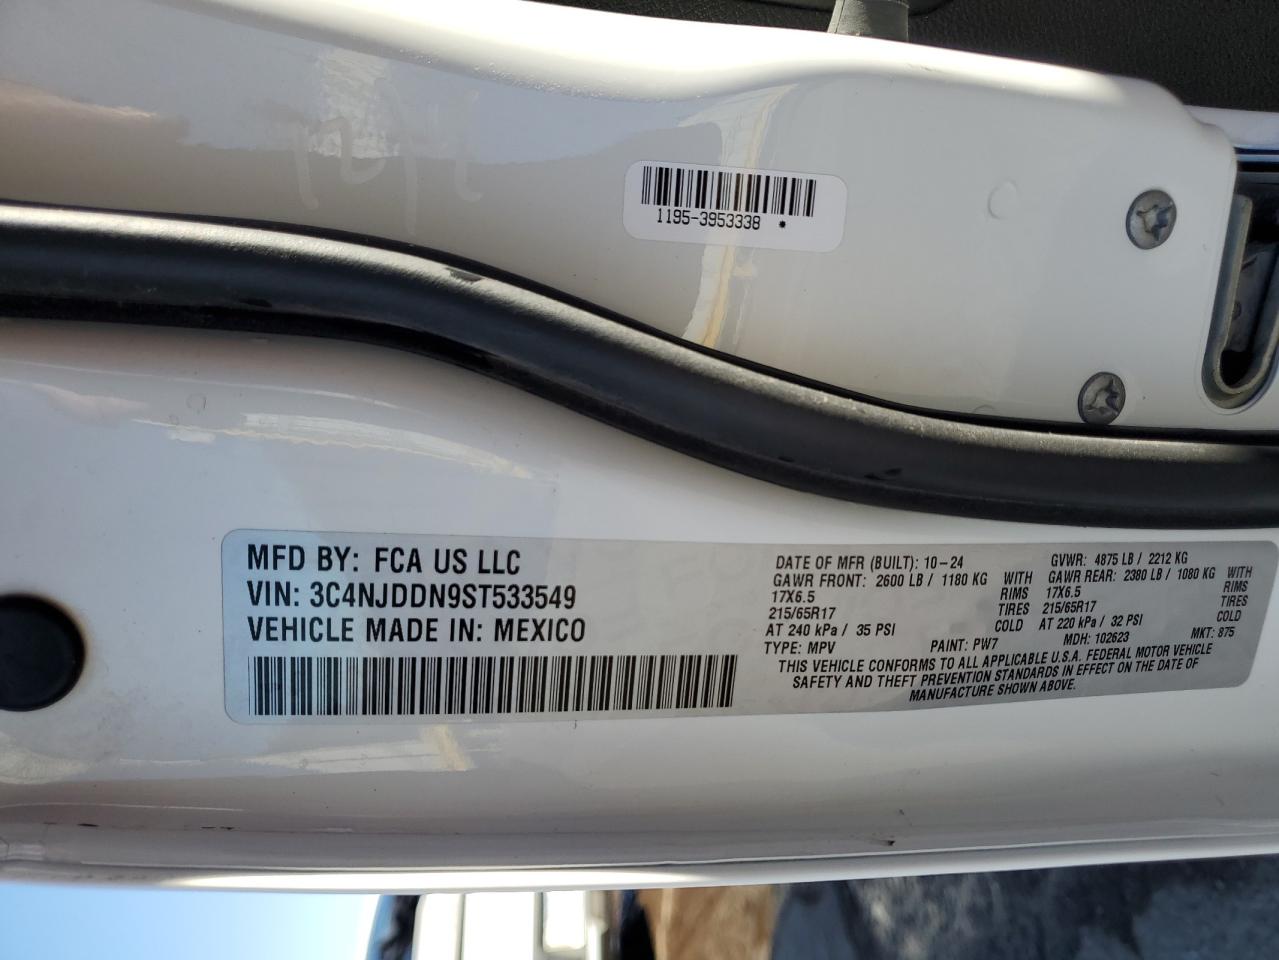 1195-3953338 *
MFD BY: FCA US LLC
VIN: 3C4NJDDN9ST533549
VEHICLE MADE IN: MEXICO
DATE OF MFR (BUILT): 10-24 GVWR: 4875 LB / 2212 KG
GAWR FRONT: 2600 LB / 1180 KG WITH GAWR REAR: 2380 LB / 1080 KG WITH
17X6.5 RIMS 17X6.5 RIMS
215/65R17 TIRES 215/65R17 TIRES
AT 240 kPa / 35 PSI COLD AT 220 kPa / 32 PSI COLD
TYPE: MPV PAINT: PW7 MDH: 102623 MKT: 875
THIS VEHICLE CONFORMS TO ALL APPLICABLE U.S.A. FEDERAL MOTOR VEHICLE
SAFETY AND THEFT PREVENTION STANDARDS IN EFFECT ON THE DATE OF
MANUFACTURE SHOWN ABOVE.